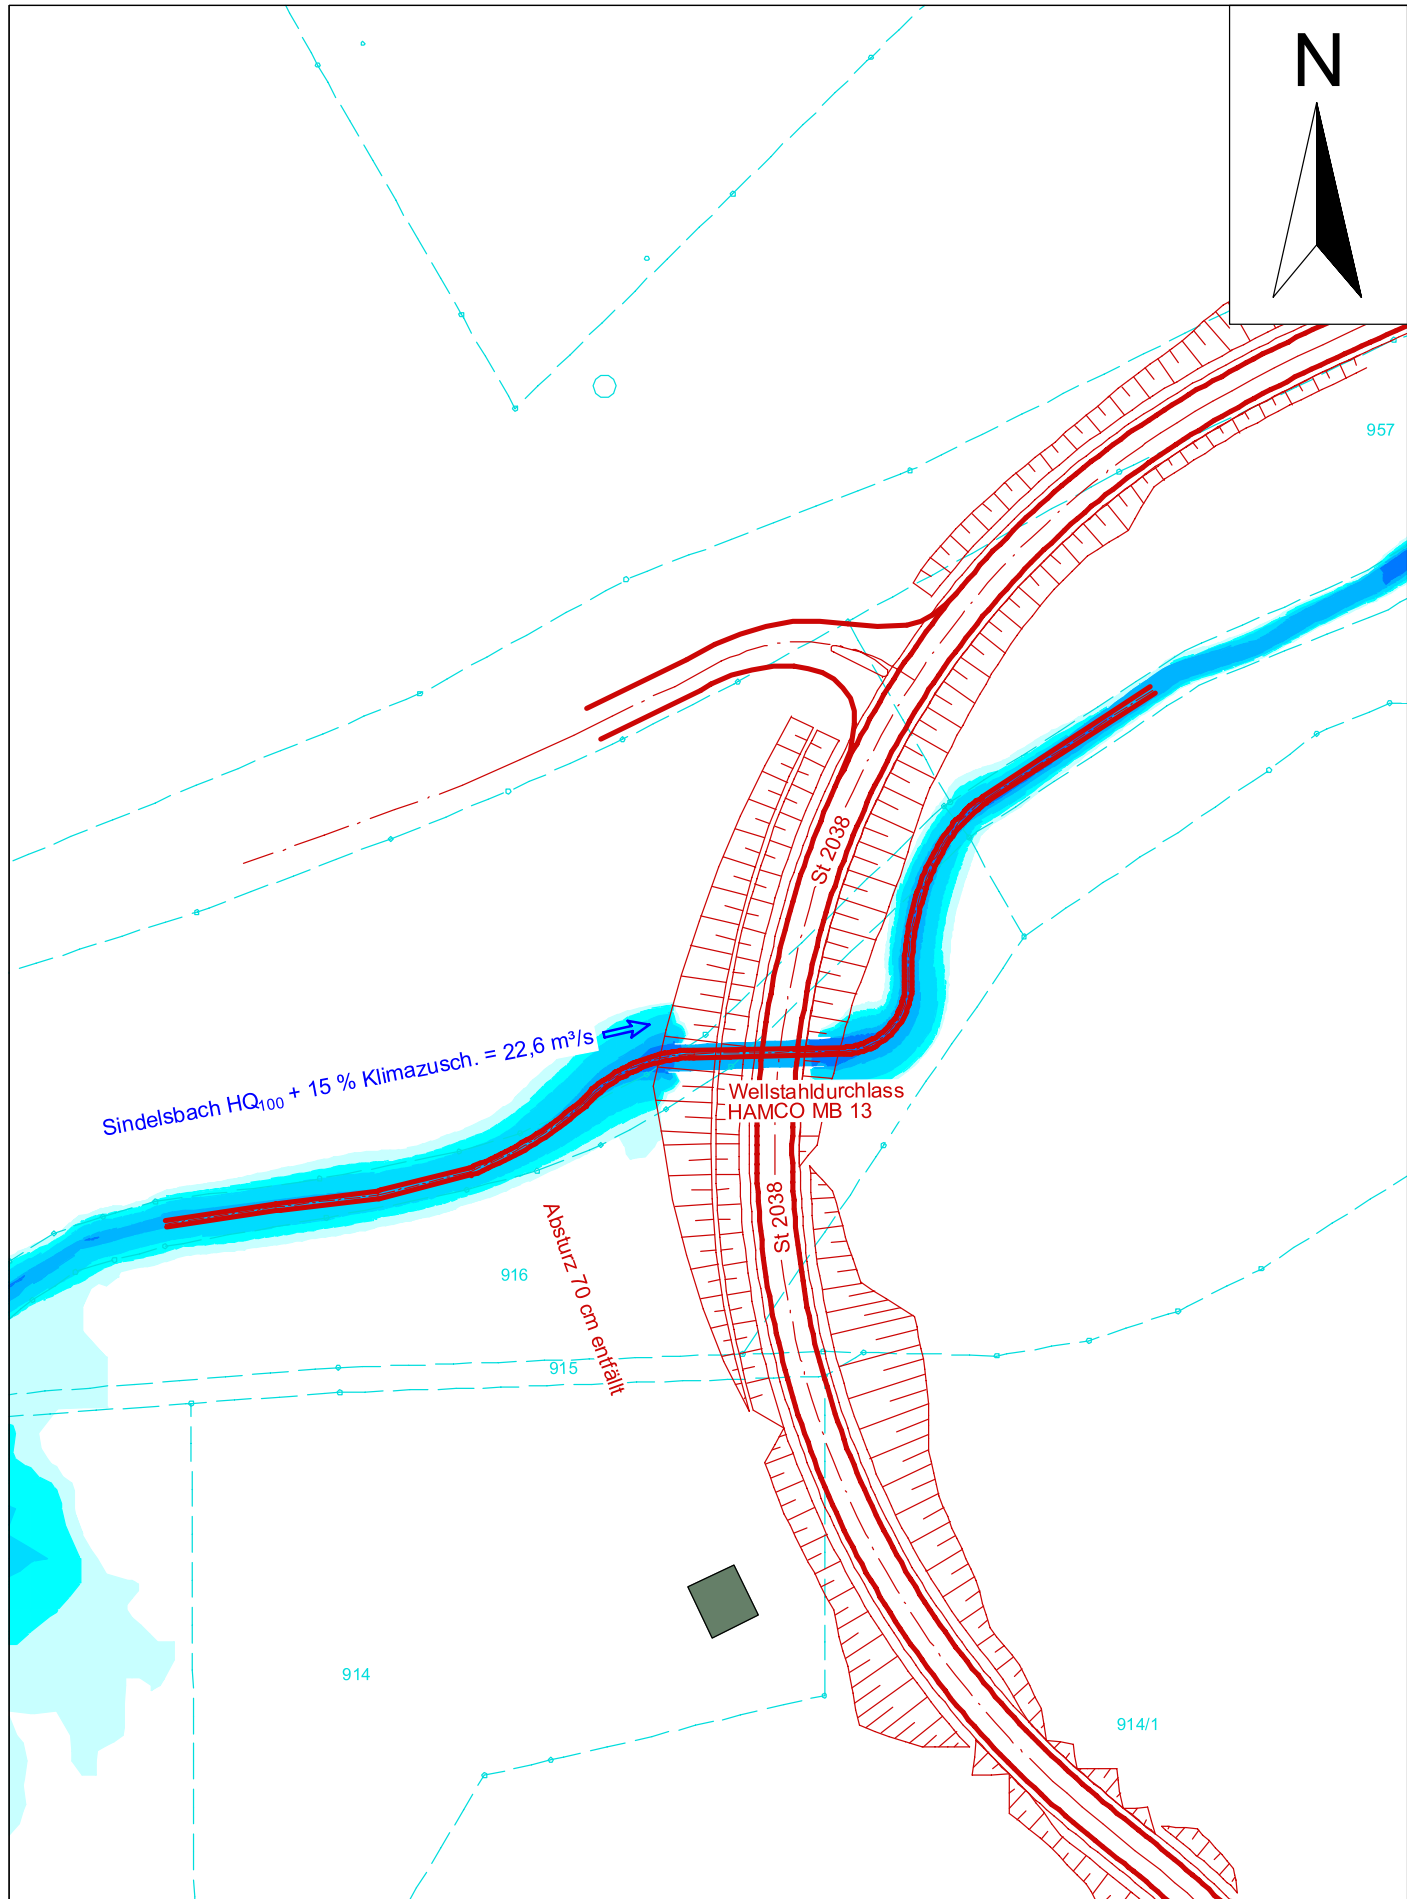 N
957
St 2038
Sindelsbach HQ100 + 15 % Klimazusch. = 22,6 m³/s
Wellstahldurchlass
HAMCO MB 13
St 2038
Absturz 70 cm entfällt
916
915
914
914/1